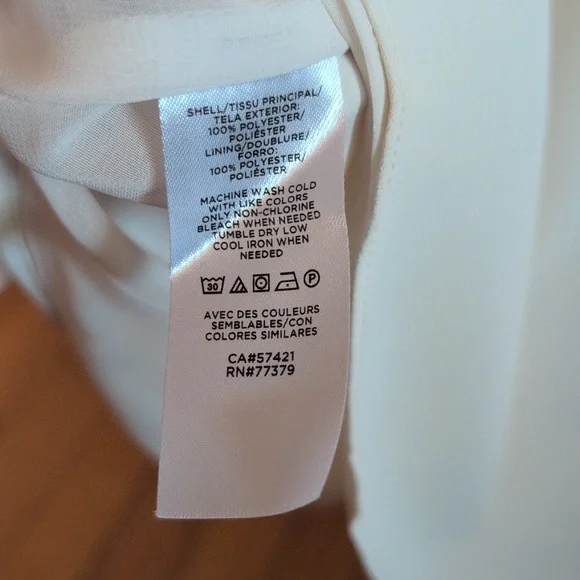 SHELL/TISSU PRINCIPAL/
TELA EXTERIOR:
100% POLYESTER/
POLIÉSTER
LINING/DOUBLURE/
FORRO:
100% POLYESTER/
POLIÉSTER
MACHINE WASH COLD
WITH LIKE COLORS
ONLY NON-CHLORINE
BLEACH WHEN NEEDED
TUMBLE DRY LOW
COOL IRON WHEN
NEEDED
30 P
AVEC DES COULEURS
SEMBLABLES/CON
COLORES SIMILARES
CA#57421
RN#77379